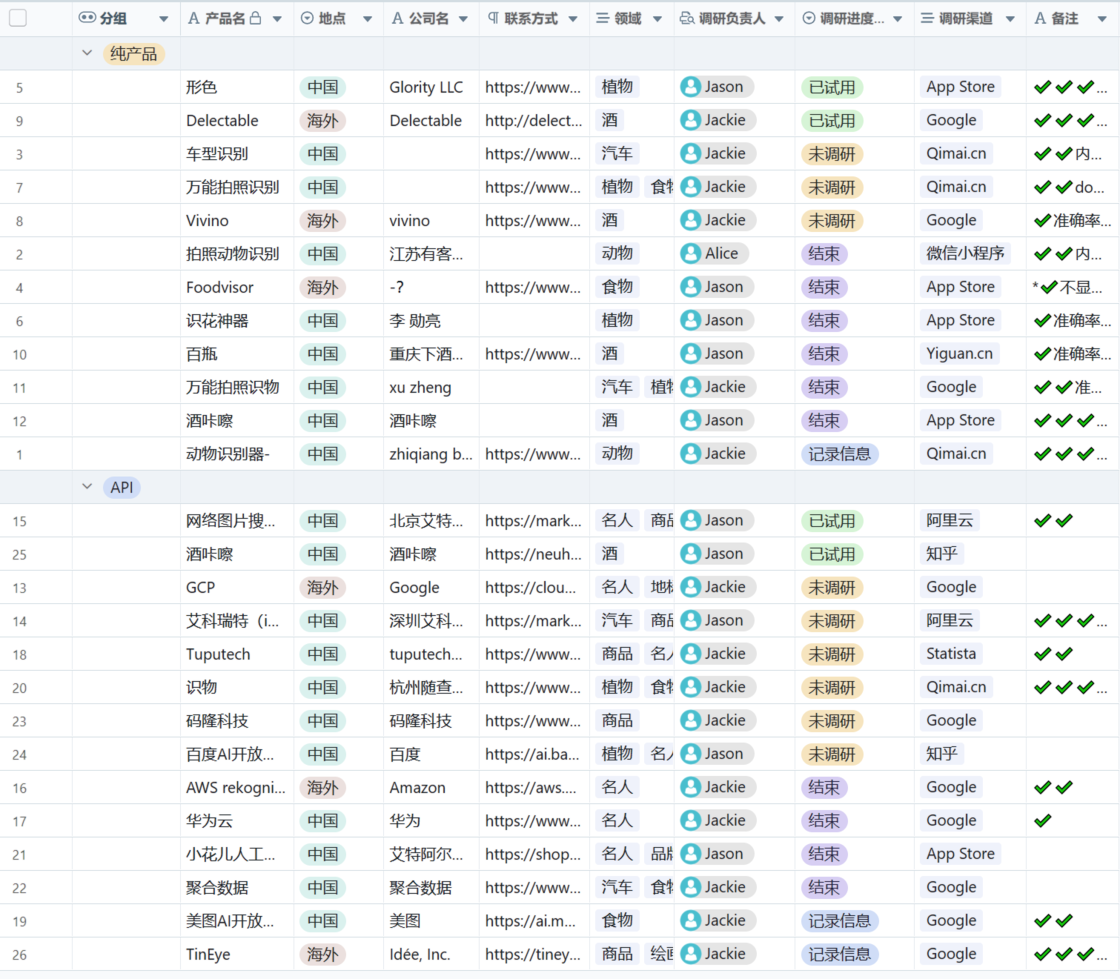 分组 产品名 地点 公司名 联系方式 领域 调研负责人 调研进度... 调研渠道 备注
纯产品
5 形色 中国 Glority LLC https://www... 植物 Jason 已试用 App Store ✔✔✔...
9 Delectable 海外 Delectable http://delect... 酒 Jackie 已试用 Google ✔✔✔...
3 车型识别 中国 https://www... 汽车 Jackie 未调研 Qimai.cn ✔✔内...
7 万能拍照识别 中国 https://www... 植物 Jackie 未调研 Qimai.cn ✔✔do...
8 Vivino 海外 vivino https://www... 酒 Jackie 未调研 Google ✔准确率...
2 拍照动物识别 中国 江苏有客... 动物 Alice 结束 微信小程序 ✔✔内...
4 Foodvisor 海外 -? https://www... 食物 Jason 结束 App Store *✔不显...
6 识花神器 中国 李 勋亮 植物 Jason 结束 App Store ✔准确率...
10 百瓶 中国 重庆下酒... https://www... 酒 Jason 结束 Yiguan.cn ✔准确率...
11 万能拍照识物 中国 xu zheng 汽车 Jackie 结束 Google ✔✔准...
12 酒咔嚓 中国 酒咔嚓 酒 Jason 结束 App Store ✔✔✔...
1 动物识别器- 中国 zhiqiang b... https://www... 动物 Jackie 记录信息 Qimai.cn ✔✔✔...
API
15 网络图片搜... 中国 北京艾特... https://mark... 名人 Jason 已试用 阿里云 ✔✔
25 酒咔嚓 中国 酒咔嚓 https://neuh... 酒 Jason 已试用 知乎
13 GCP 海外 Google https://clou... 名人 Jackie 未调研 Google
14 艾科瑞特（i... 中国 深圳艾科... https://mark... 汽车 Jason 未调研 阿里云 ✔✔✔...
18 Tuputech 中国 tuputech... https://www... 商品 Jackie 未调研 Statista ✔✔
20 识物 中国 杭州随查... https://www... 植物 Jackie 未调研 Qimai.cn ✔✔✔...
23 码隆科技 中国 码隆科技 https://www... 商品 Jackie 未调研 Google
24 百度AI开放... 中国 百度 https://ai.ba... 植物 Jason 未调研 知乎
16 AWS rekogni... 海外 Amazon https://aws.... 名人 Jackie 结束 Google ✔✔
17 华为云 中国 华为 https://www... 名人 Jackie 结束 Google ✔
21 小花儿人工... 中国 艾特阿尔... https://shop... 名人 Jason 结束 App Store
22 聚合数据 中国 聚合数据 https://www... 汽车 Jackie 结束 Google
19 美图AI开放... 中国 美图 https://ai.m... 食物 Jackie 记录信息 Google ✔✔
26 TinEye 海外 Idée, Inc. https://tiney... 商品 Jackie 记录信息 Google ✔✔✔...